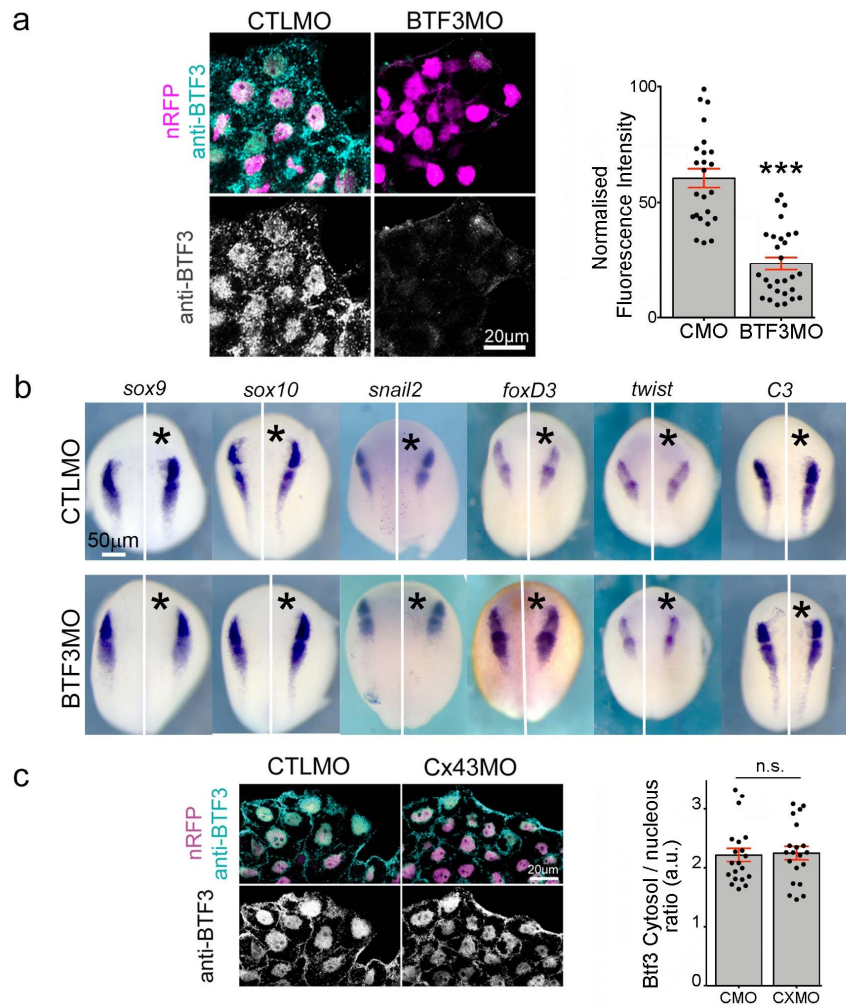 a
CTLMO
BTF3MO
nRFP
anti-BTF3
anti-BTF3
20μm
Normalised
Fluorescence Intensity
100
50
0
***
CMO
BTF3MO
b
sox9
sox10
snail2
foxD3
twist
C3
CTLMO
* * * * * *
50μm
BTF3MO
* * * * * *
c
CTLMO
Cx43MO
nRFP
anti-BTF3
20μm
anti-BTF3
Btf3 Cytosol / nucleous
ratio (a.u.)
n.s.
3
2
1
0
CMO
CXMO